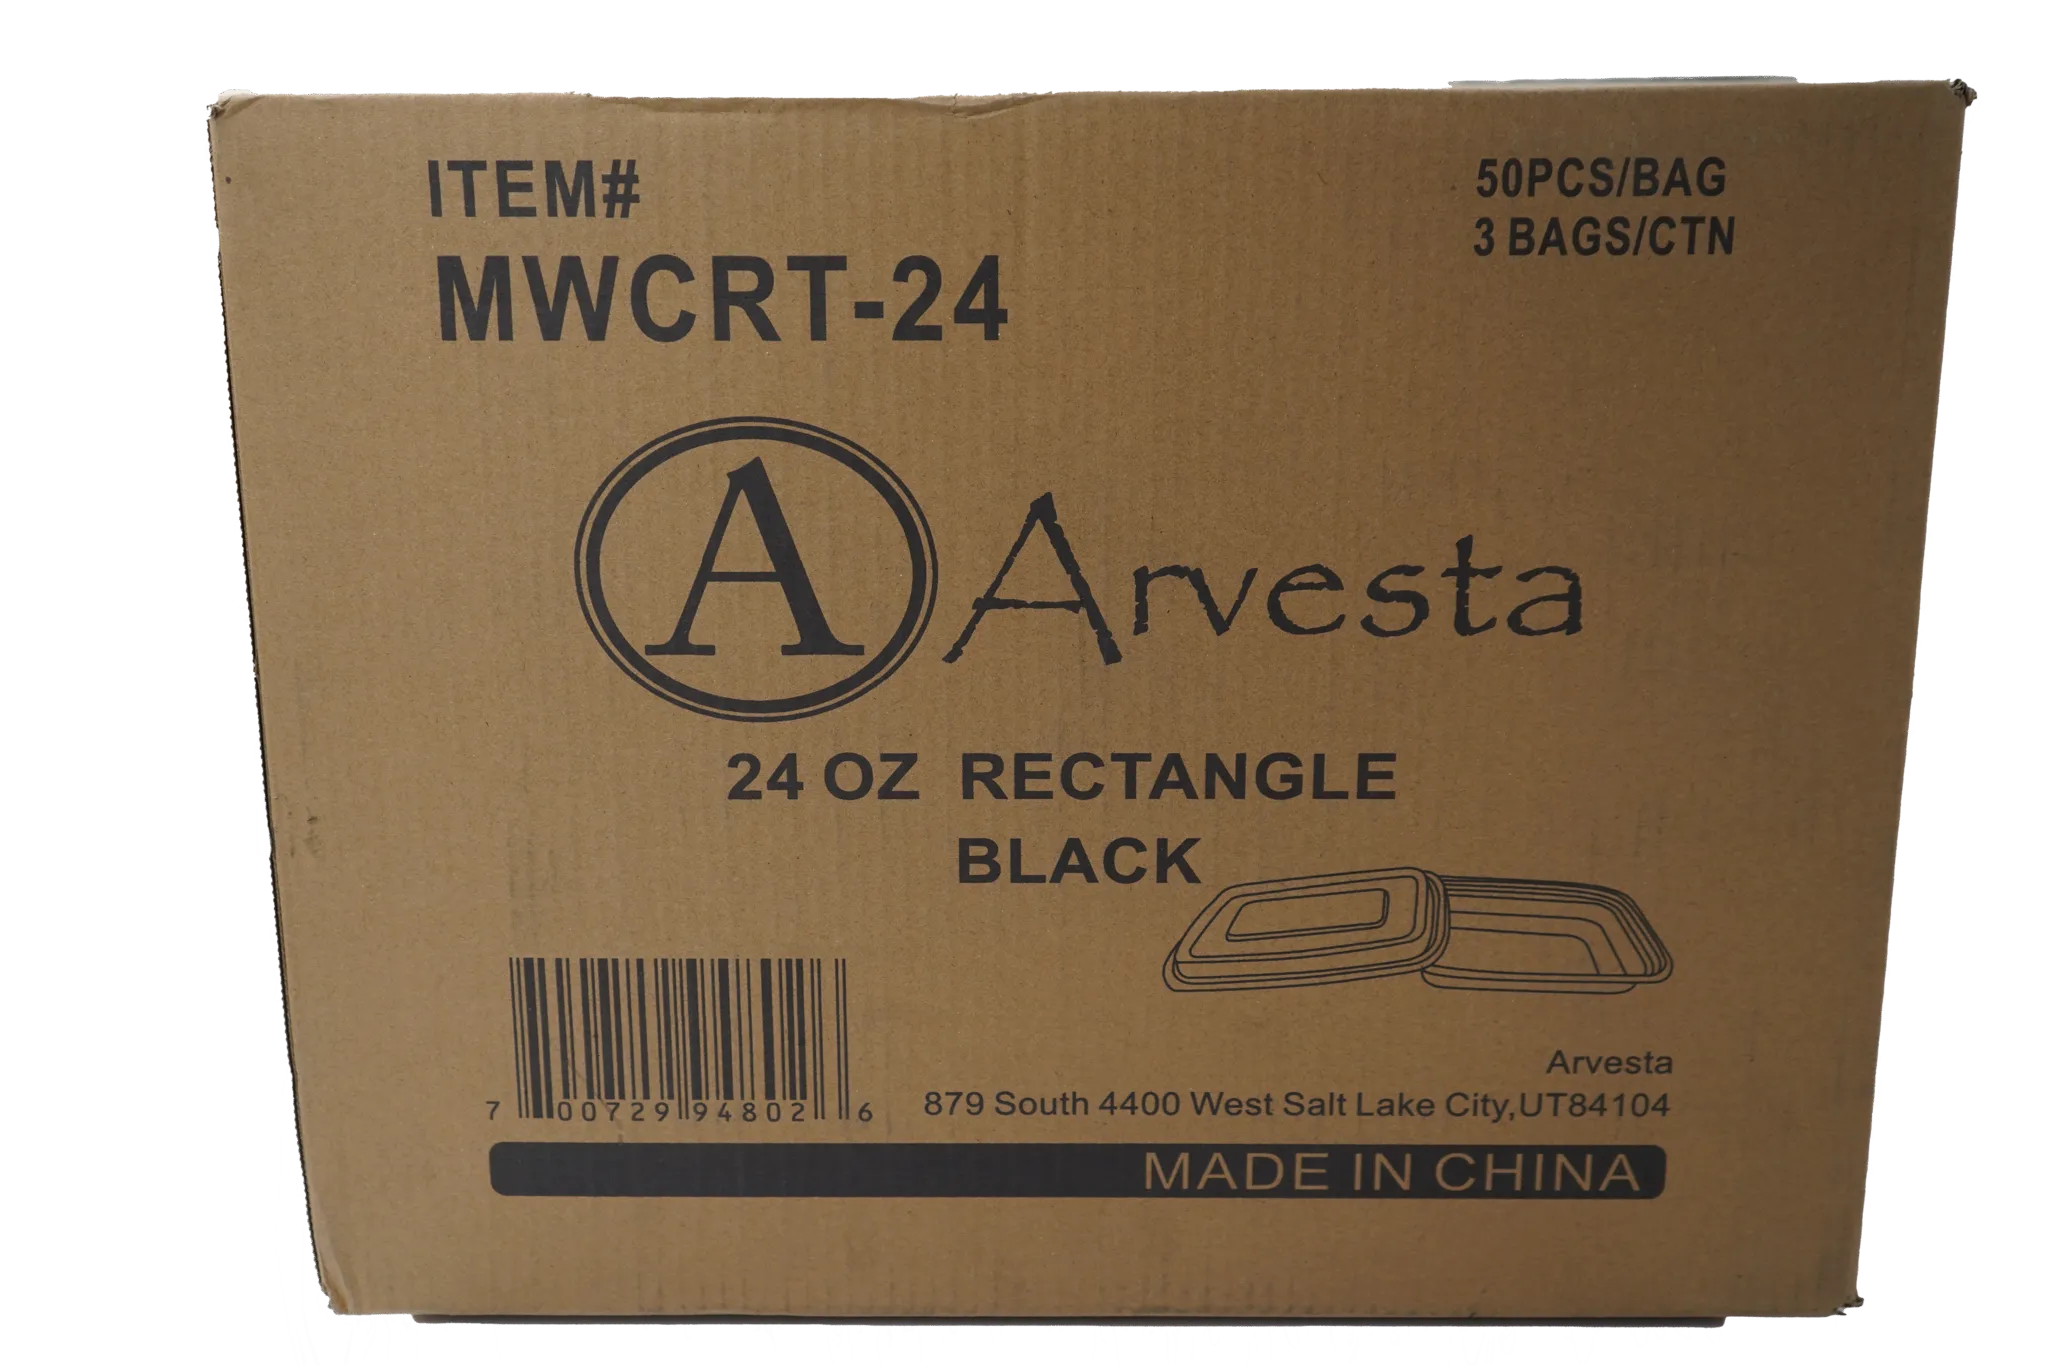 ITEM#
MWCRT-24
50PCS/BAG
3 BAGS/CTN
A Arvesta
24 OZ RECTANGLE
BLACK
7 00729 94802 6
Arvesta
879 South 4400 West Salt Lake City,UT84104
MADE IN CHINA